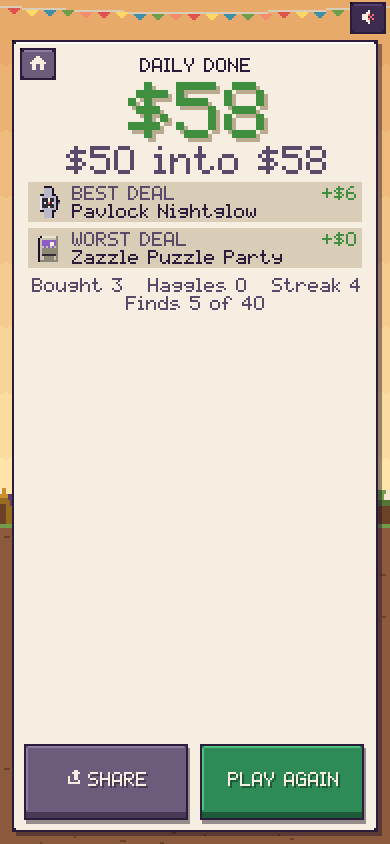 DAILY DONE
$58
$50 into $58
BEST DEAL +$6
Pavlock Nightglow
WORST DEAL +$0
Zazzle Puzzle Party
Bought 3 Haggles 0 Streak 4
Finds 5 of 40
SHARE
PLAY AGAIN